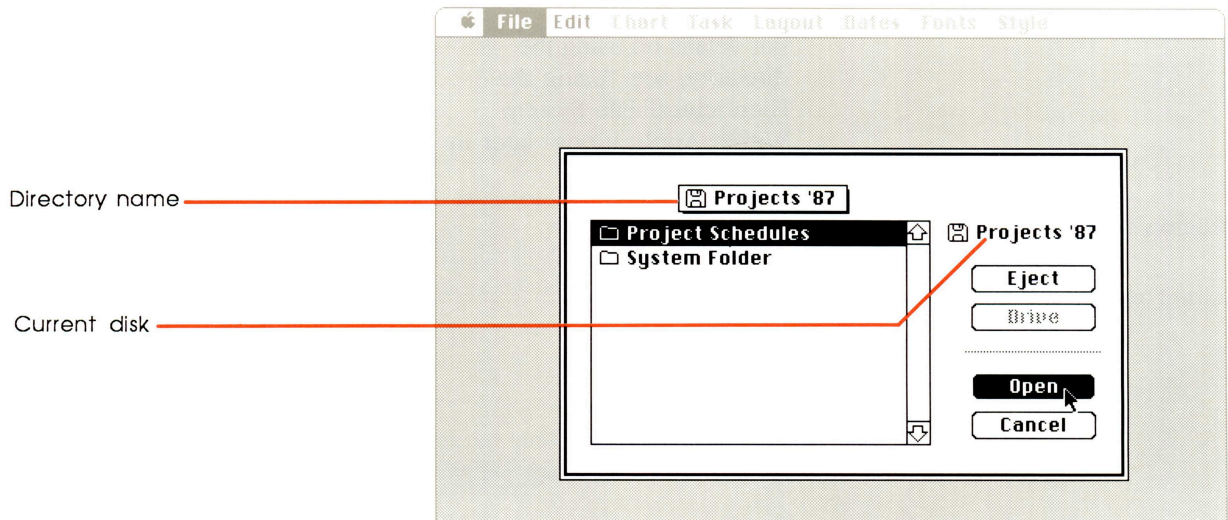 File Edit Chart Task Layout Dates Fonts Style
Directory name
Projects '87
Project Schedules
Projects '87
System Folder
Eject
Current disk
Drive
Open
Cancel